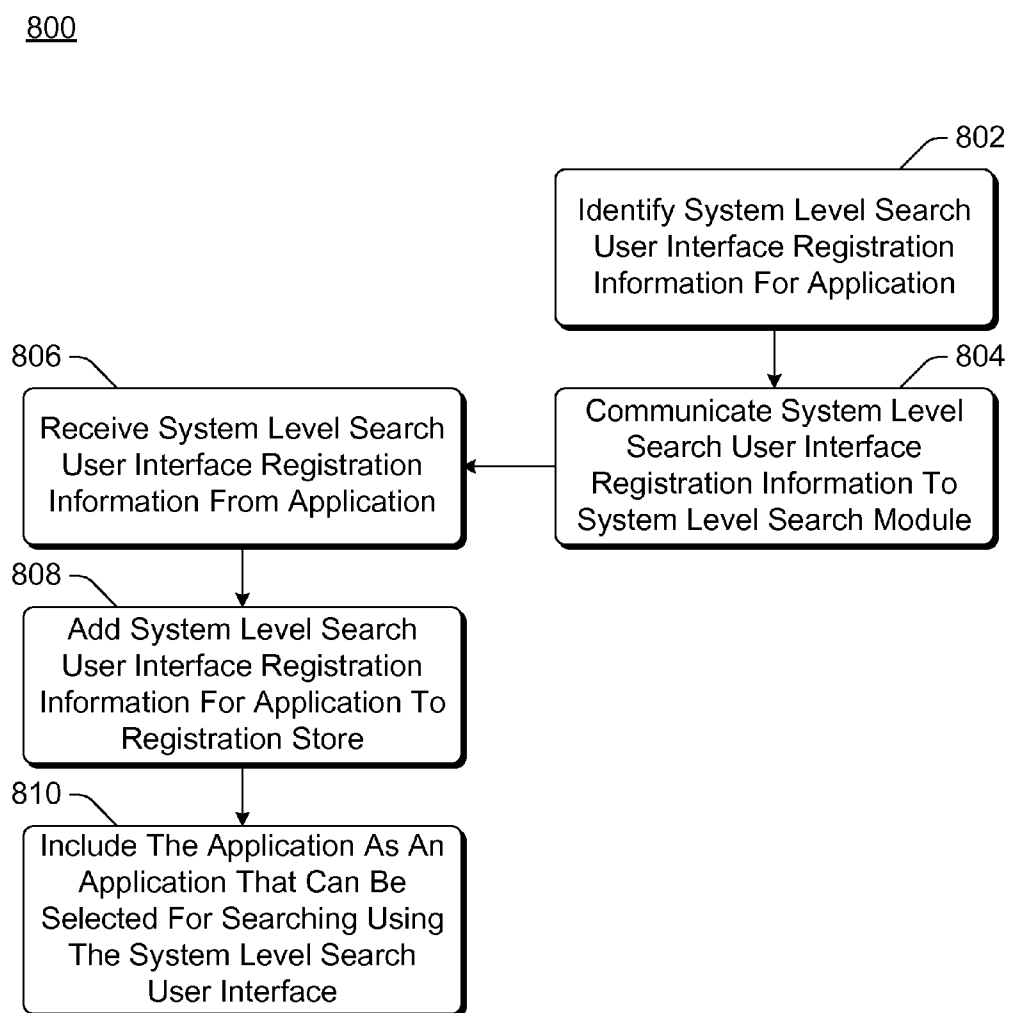 800
802
Identify System Level Search
User Interface Registration
Information For Application
804
Communicate System Level
Search User Interface
Registration Information To
System Level Search Module
806
Receive System Level Search
User Interface Registration
Information From Application
808
Add System Level Search
User Interface Registration
Information For Application To
Registration Store
810
Include The Application As An
Application That Can Be
Selected For Searching Using
The System Level Search
User Interface